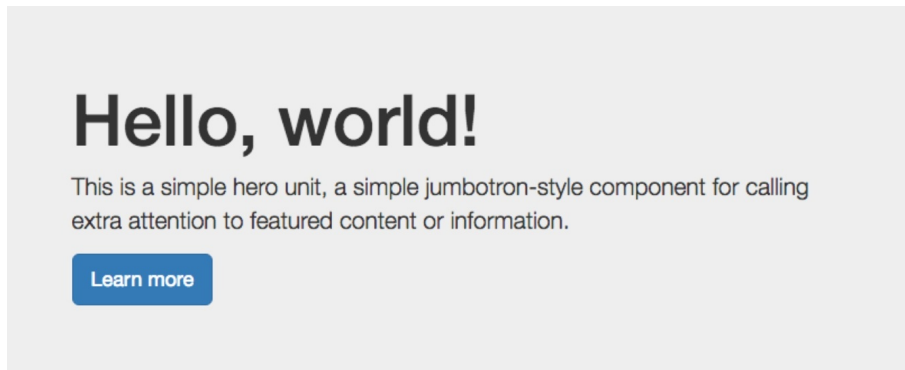 Hello, world!
This is a simple hero unit, a simple jumbotron-style component for calling
extra attention to featured content or information.
Learn more